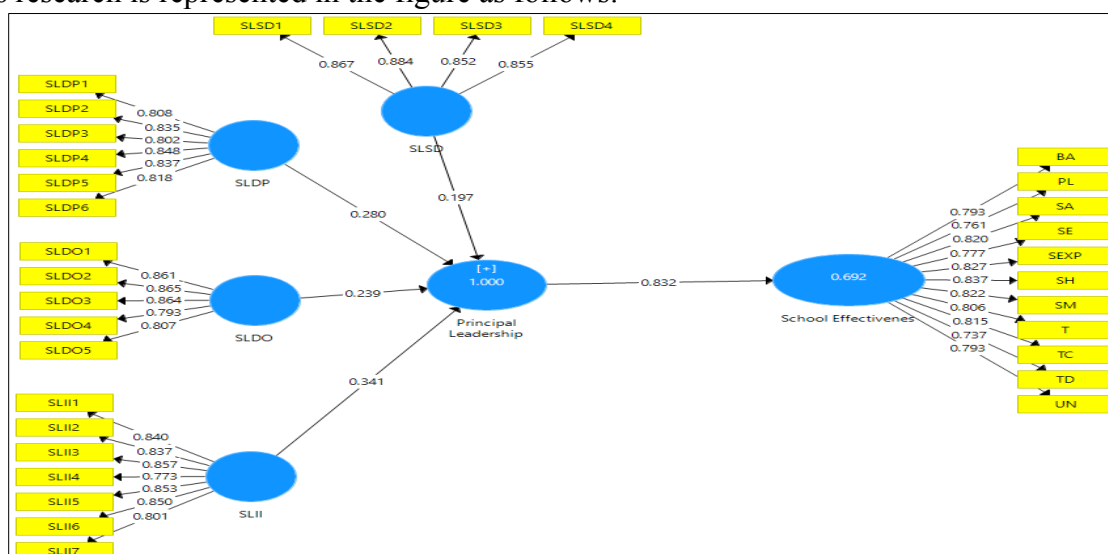 s research is represented in the figure as follows:
SLSD1 SLSD2 SLSD3 SLSD4
0.867 0.884 0.852 0.855
SLSD
0.197
SLDP1
SLDP2
SLDP3
SLDP4
SLDP5
SLDP6
0.808
0.835
0.802
0.848
0.837
0.818
SLDP
0.280
SLDO1
SLDO2
SLDO3
SLDO4
SLDO5
0.861
0.865
0.864
0.793
0.807
SLDO
0.239
SLII1
SLII2
SLII3
SLII4
SLII5
SLII6
SLII7
0.840
0.837
0.857
0.773
0.853
0.850
0.801
SLII
0.341
[+]
1.000
Principal
Leadership
0.832
0.692
School Effectivenes
0.793
0.761
0.820
0.777
0.827
0.837
0.822
0.806
0.815
0.737
0.793
BA
PL
SA
SE
SEXP
SH
SM
T
TC
TD
UN